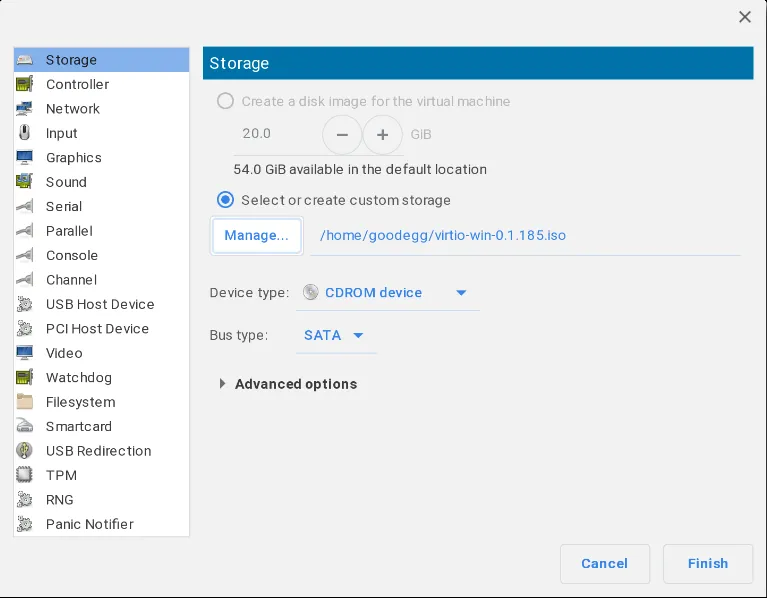 Storage
Controller
Network
Input
Graphics
Sound
Serial
Parallel
Console
Channel
USB Host Device
PCI Host Device
Video
Watchdog
Filesystem
Smartcard
USB Redirection
TPM
RNG
Panic Notifier
Storage
Create a disk image for the virtual machine
20.0 − + GiB
54.0 GiB available in the default location
Select or create custom storage
Manage... /home/goodegg/virtio-win-0.1.185.iso
Device type: CDROM device
Bus type: SATA
Advanced options
Cancel Finish